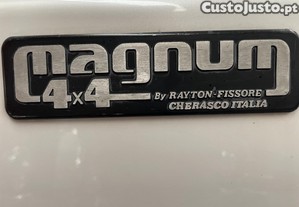 CustoJusto.pt
magnum
4x4 By RAYTON-FISSORE
CHERASCO ITALIA